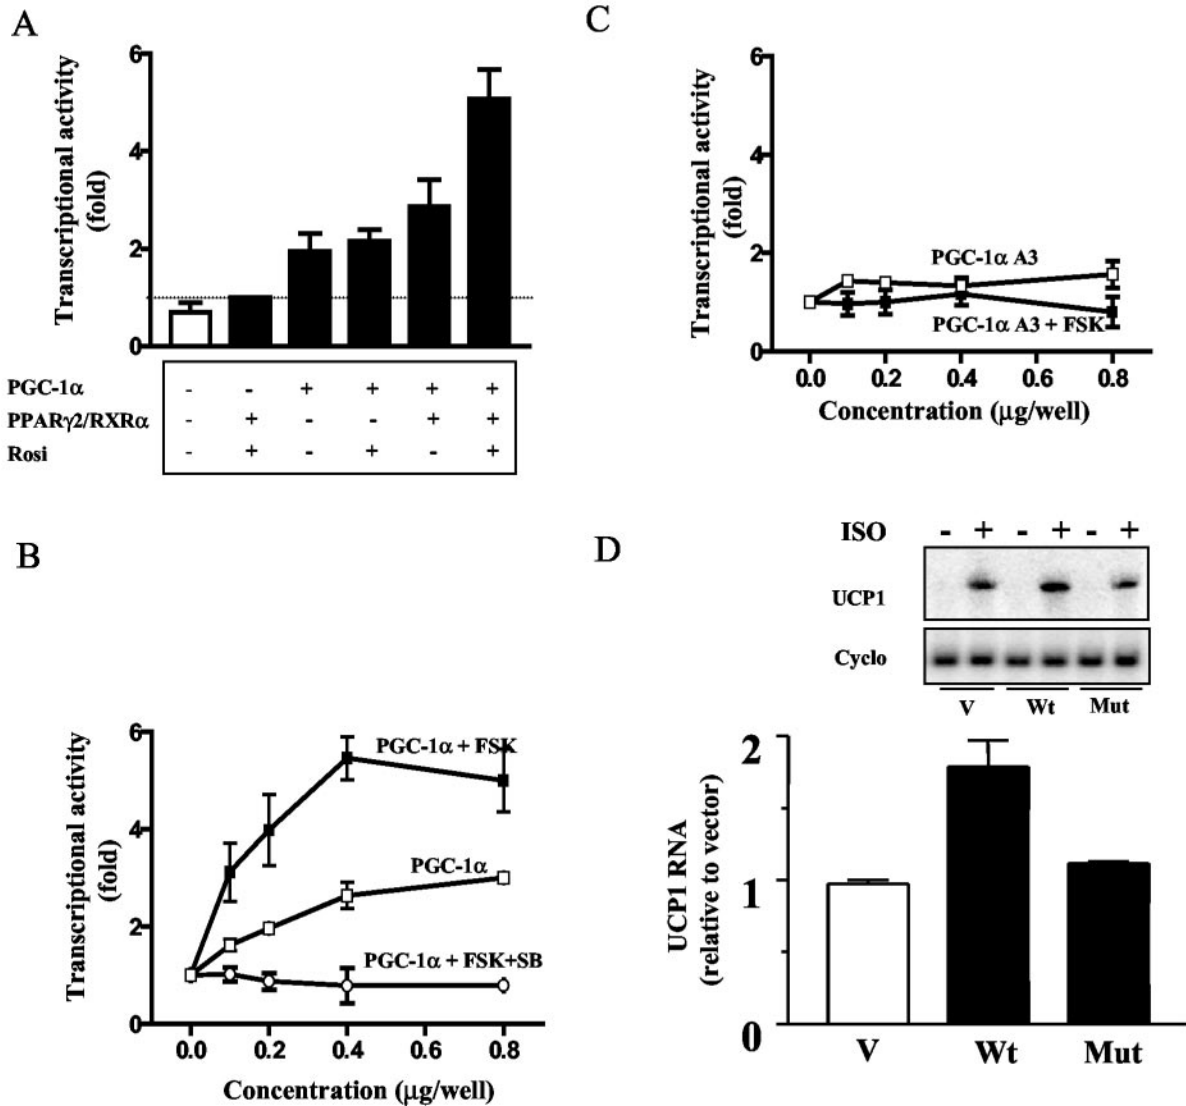 A
Transcriptional activity
(fold)
6
4
2
0
PGC-1α - - + + + +
PPARγ2/RXRα - + - - + +
Rosi - + - + - +
C
Transcriptional activity
(fold)
6
4
2
0
PGC-1α A3
PGC-1α A3 + FSK
0.0 0.2 0.4 0.6 0.8
Concentration (μg/well)
B
Transcriptional activity
(fold)
6
4
2
0
PGC-1α + FSK
PGC-1α
PGC-1α + FSK+SB
0.0 0.2 0.4 0.6 0.8
Concentration (μg/well)
D
ISO - + - + - +
UCP1
Cyclo
V Wt Mut
UCP1 RNA
(relative to vector)
2
1
0
V Wt Mut